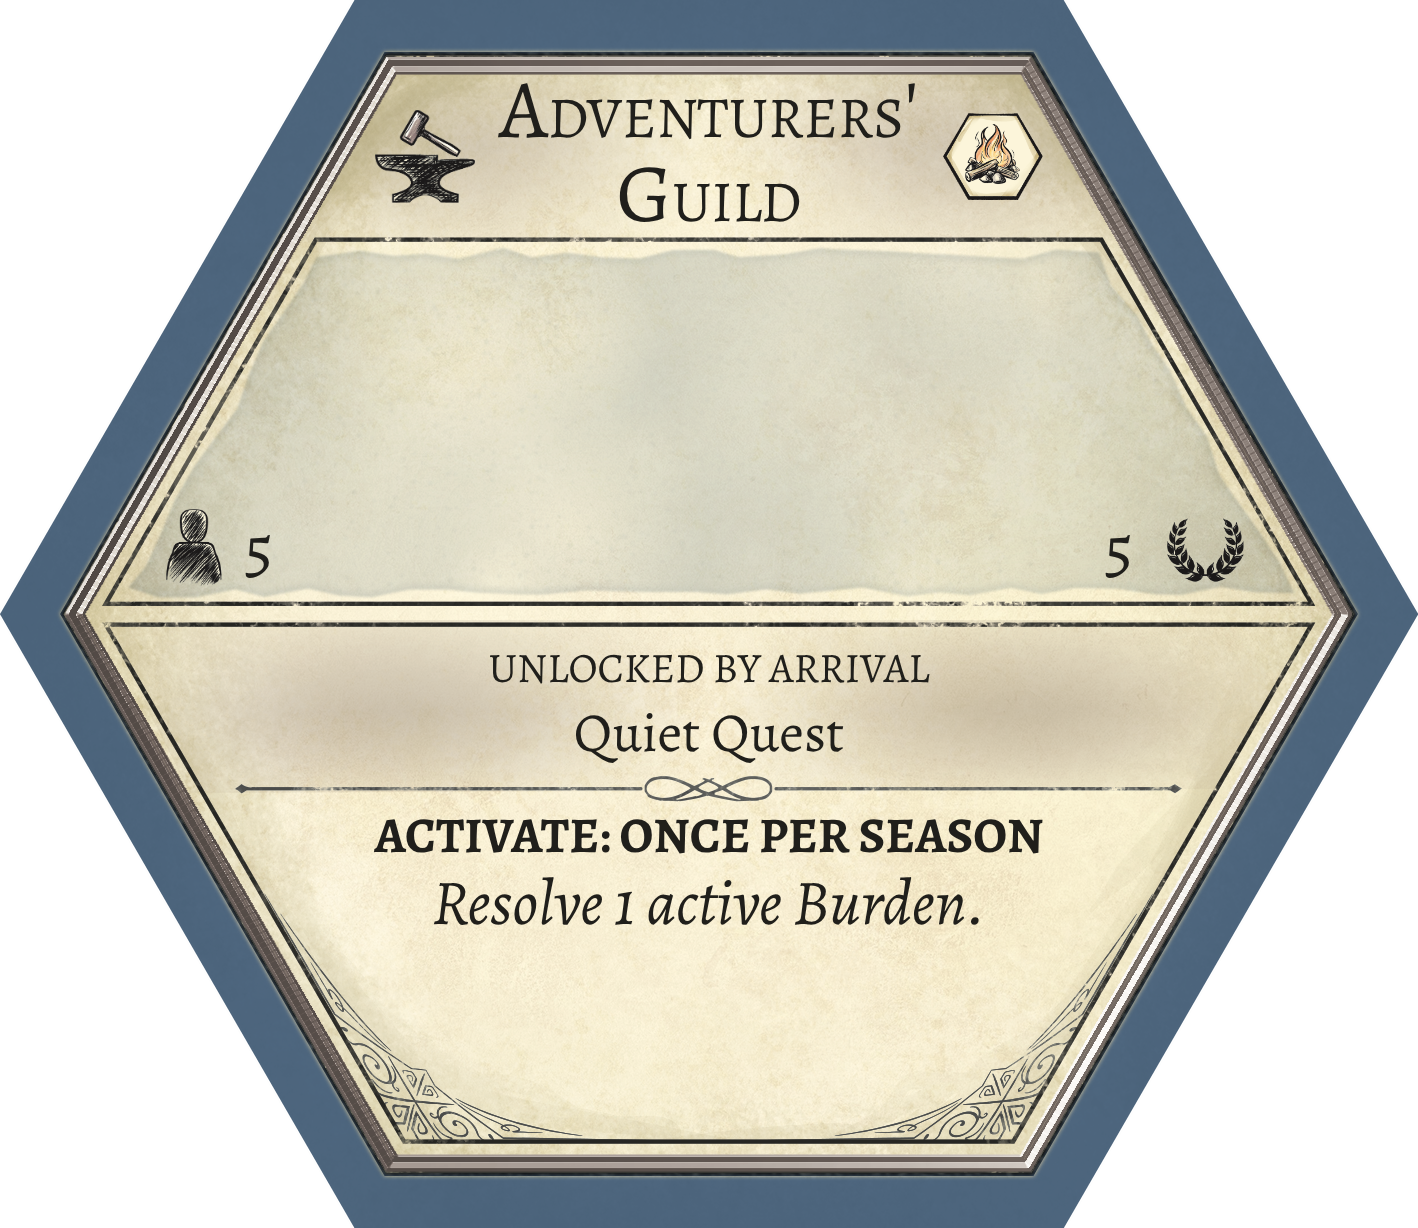 Adventurers'
Guild
5
5
UNLOCKED BY ARRIVAL
Quiet Quest
ACTIVATE: ONCE PER SEASON
Resolve 1 active Burden.